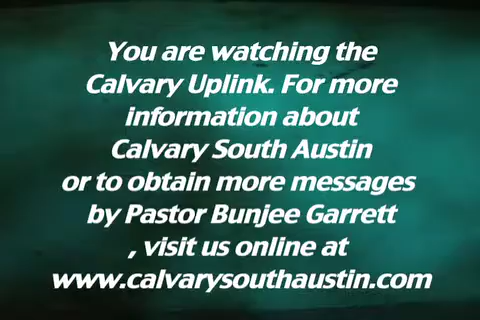 You are watching the
Calvary Uplink. For more
information about
Calvary South Austin
or to obtain more messages
by Pastor Bunjee Garrett
, visit us online at
www.calvarysouthaustin.com